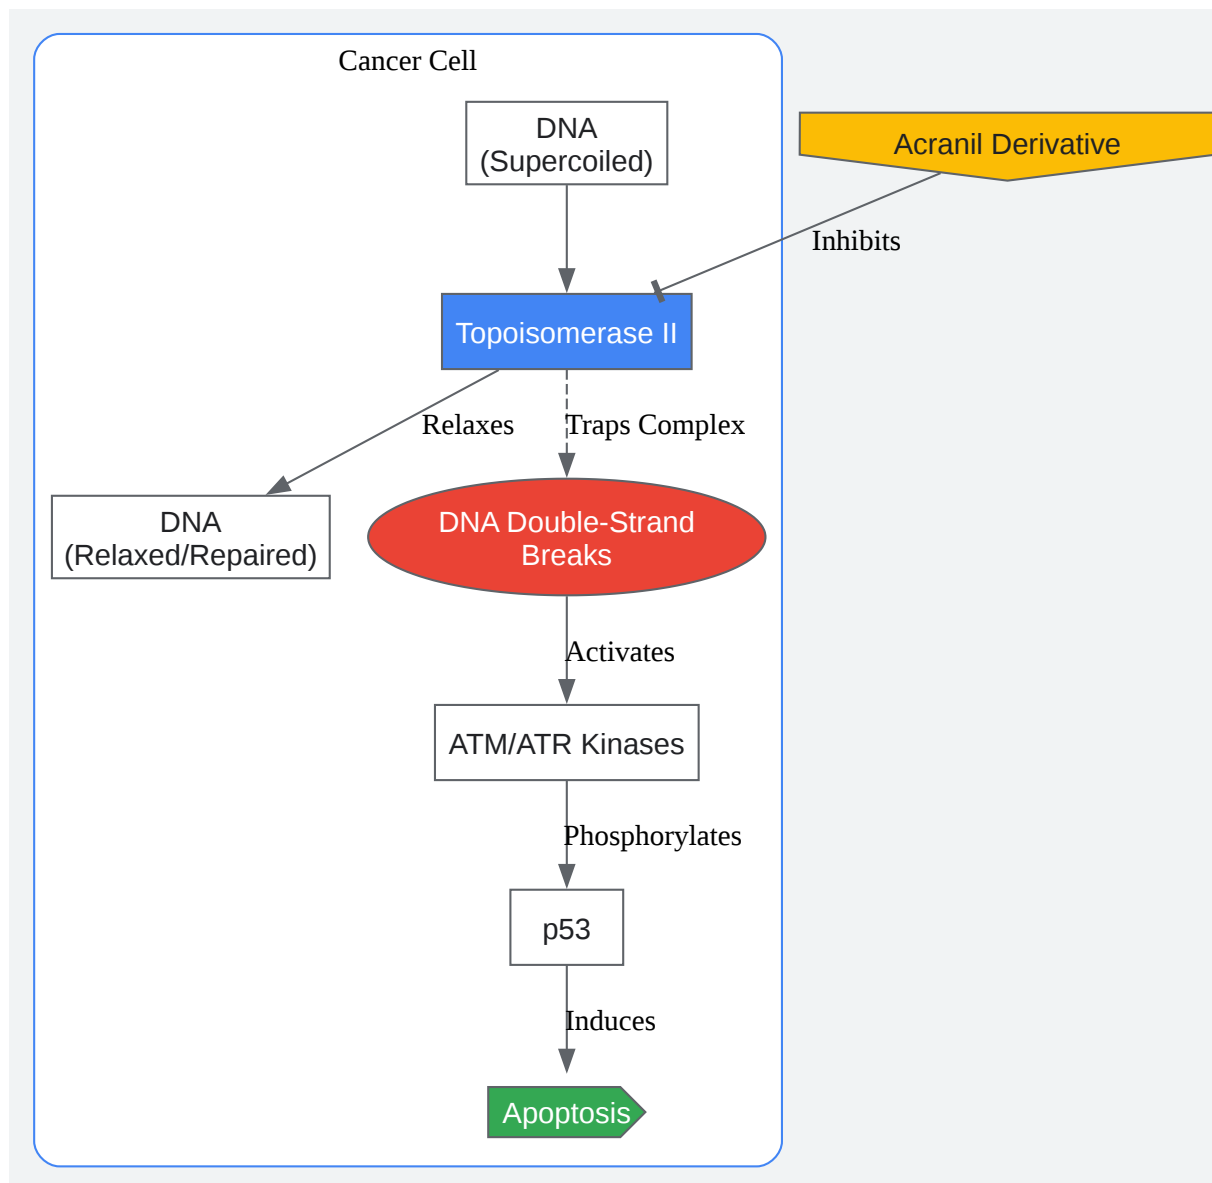 Cancer Cell
DNA
(Supercoiled)
Acranil Derivative
Inhibits
Topoisomerase II
Relaxes
Traps Complex
DNA
(Relaxed/Repaired)
DNA Double-Strand
Breaks
Activates
ATM/ATR Kinases
Phosphorylates
p53
Induces
Apoptosis